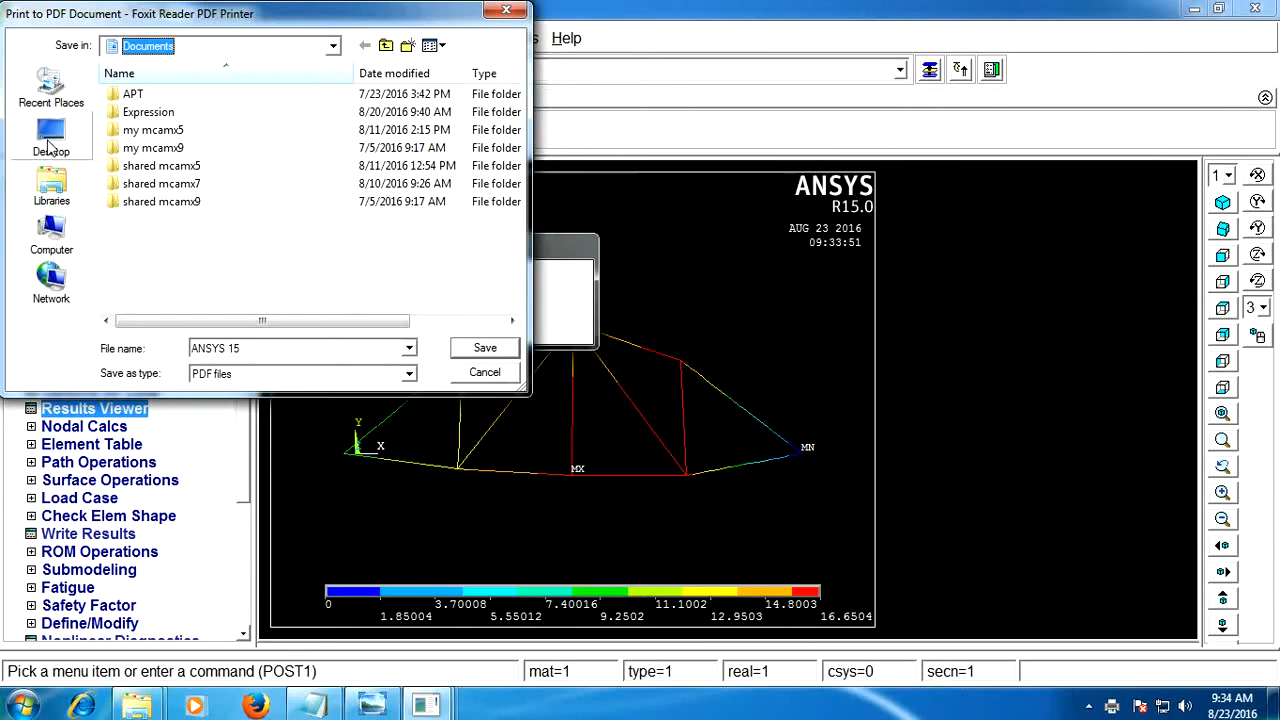 Print to PDF Document - Foxit Reader PDF Printer
Help
Save in:
Documents
Name
Date modified
Type
Recent Places
Desktop
Libraries
Computer
Network
APT
7/23/2016 3:42 PM
File folder
Expression
8/20/2016 9:40 AM
File folder
my mcamx5
8/11/2016 2:15 PM
File folder
my mcamx9
7/5/2016 9:17 AM
File folder
shared mcamx5
8/11/2016 12:54 PM
File folder
shared mcamx7
8/10/2016 9:26 AM
File folder
shared mcamx9
7/5/2016 9:17 AM
File folder
File name:
ANSYS 15
Save
Save as type:
PDF files
Cancel
1
3
ANSYS
R15.0
AUG 23 2016
09:33:51
Y
X
MX
MN
0
3.70008
7.40016
11.1002
14.8003
1.85004
5.55012
9.2502
12.9503
16.6504
Results Viewer
Nodal Calcs
Element Table
Path Operations
Surface Operations
Load Case
Check Elem Shape
Write Results
ROM Operations
Submodeling
Fatigue
Safety Factor
Define/Modify
Nonlinear Diagnostics
Pick a menu item or enter a command (POST1)
mat=1
type=1
real=1
csys=0
secn=1
9:34 AM
8/23/2016